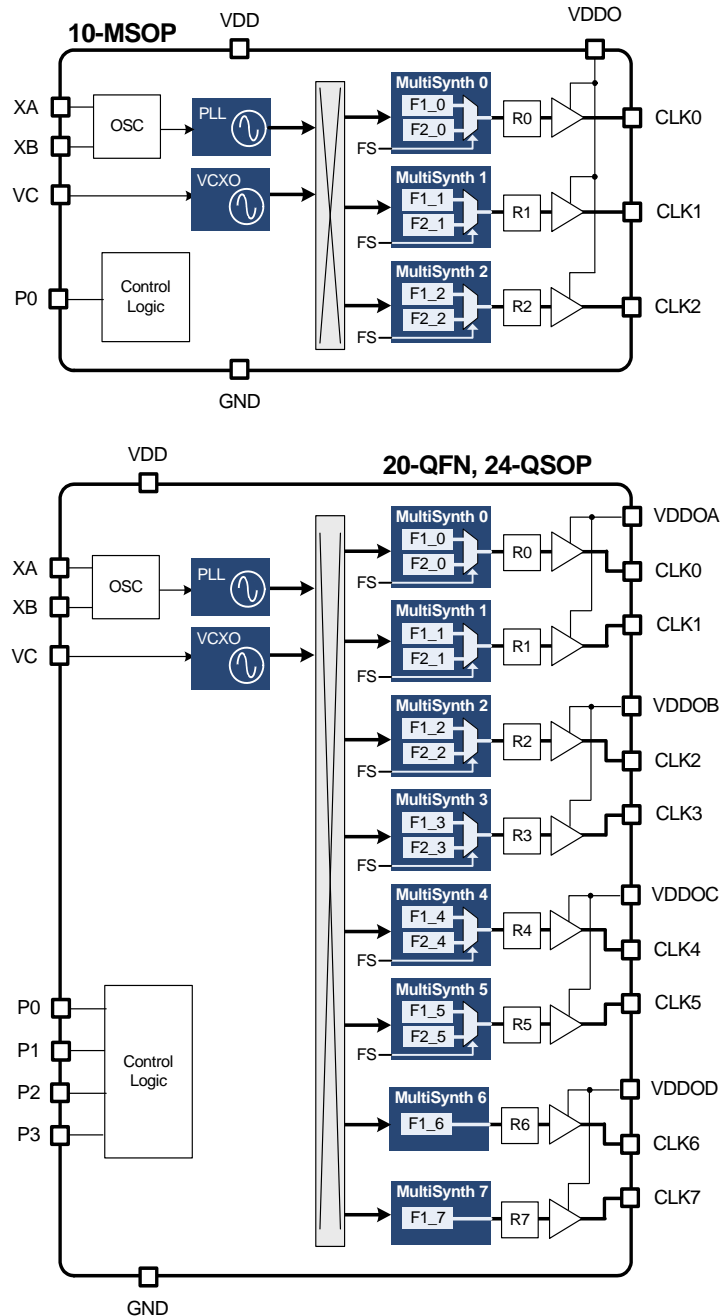 10-MSOP
VDD
VDDO
XA
XB
OSC
PLL
VC
VCXO
P0
Control
Logic
MultiSynth 0
F1_0
F2_0
FS
R0
CLK0
MultiSynth 1
F1_1
F2_1
FS
R1
CLK1
MultiSynth 2
F1_2
F2_2
FS
R2
CLK2
GND
20-QFN, 24-QSOP
VDD
XA
XB
OSC
PLL
VC
VCXO
MultiSynth 0
F1_0
F2_0
FS
R0
VDDOA
CLK0
MultiSynth 1
F1_1
F2_1
FS
R1
CLK1
MultiSynth 2
F1_2
F2_2
FS
R2
VDDOB
CLK2
MultiSynth 3
F1_3
F2_3
FS
R3
CLK3
MultiSynth 4
F1_4
F2_4
FS
R4
VDDOC
CLK4
MultiSynth 5
F1_5
F2_5
FS
R5
CLK5
P0
P1
P2
P3
Control
Logic
MultiSynth 6
F1_6
R6
VDDOD
CLK6
MultiSynth 7
F1_7
R7
CLK7
GND